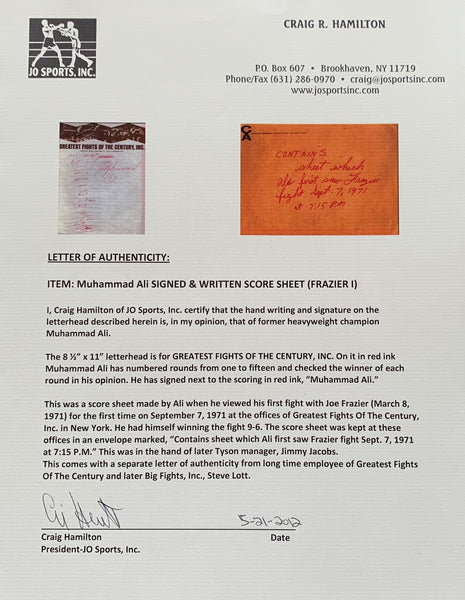 CRAIG R. HAMILTON
JO SPORTS, INC.
P.O. Box 607 • Brookhaven, NY 11719
Phone/Fax (631) 286-0970 • craig@josportsinc.com
www.josportsinc.com
GREATEST FIGHTS OF THE CENTURY, INC.
CA
CONTAINS
sheet which
Ali first saw Frazier
fight Sept. 7, 1971
at 7:15 P.M
LETTER OF AUTHENTICITY:
ITEM: Muhammad Ali SIGNED & WRITTEN SCORE SHEET (FRAZIER I)
I, Craig Hamilton of JO Sports, Inc. certify that the hand writing and signature on the
letterhead described herein is, in my opinion, that of former heavyweight champion
Muhammad Ali.
The 8 ½” x 11” letterhead is for GREATEST FIGHTS OF THE CENTURY, INC. On it in red ink
Muhammad Ali has numbered rounds from one to fifteen and checked the winner of each
round in his opinion. He has signed next to the scoring in red ink, “Muhammad Ali.”
This was a score sheet made by Ali when he viewed his first fight with Joe Frazier (March 8,
1971) for the first time on September 7, 1971 at the offices of Greatest Fights Of The Century,
Inc. in New York. He had himself winning the fight 9-6. The score sheet was kept at these
offices in an envelope marked, “Contains sheet which Ali first saw Frazier fight Sept. 7, 1971
at 7:15 P.M.” This was in the hand of later Tyson manager, Jimmy Jacobs.
This comes with a separate letter of authenticity from long time employee of Greatest Fights
Of The Century and later Big Fights, Inc., Steve Lott.
5-21-2012
Craig Hamilton Date
President-JO Sports, Inc.